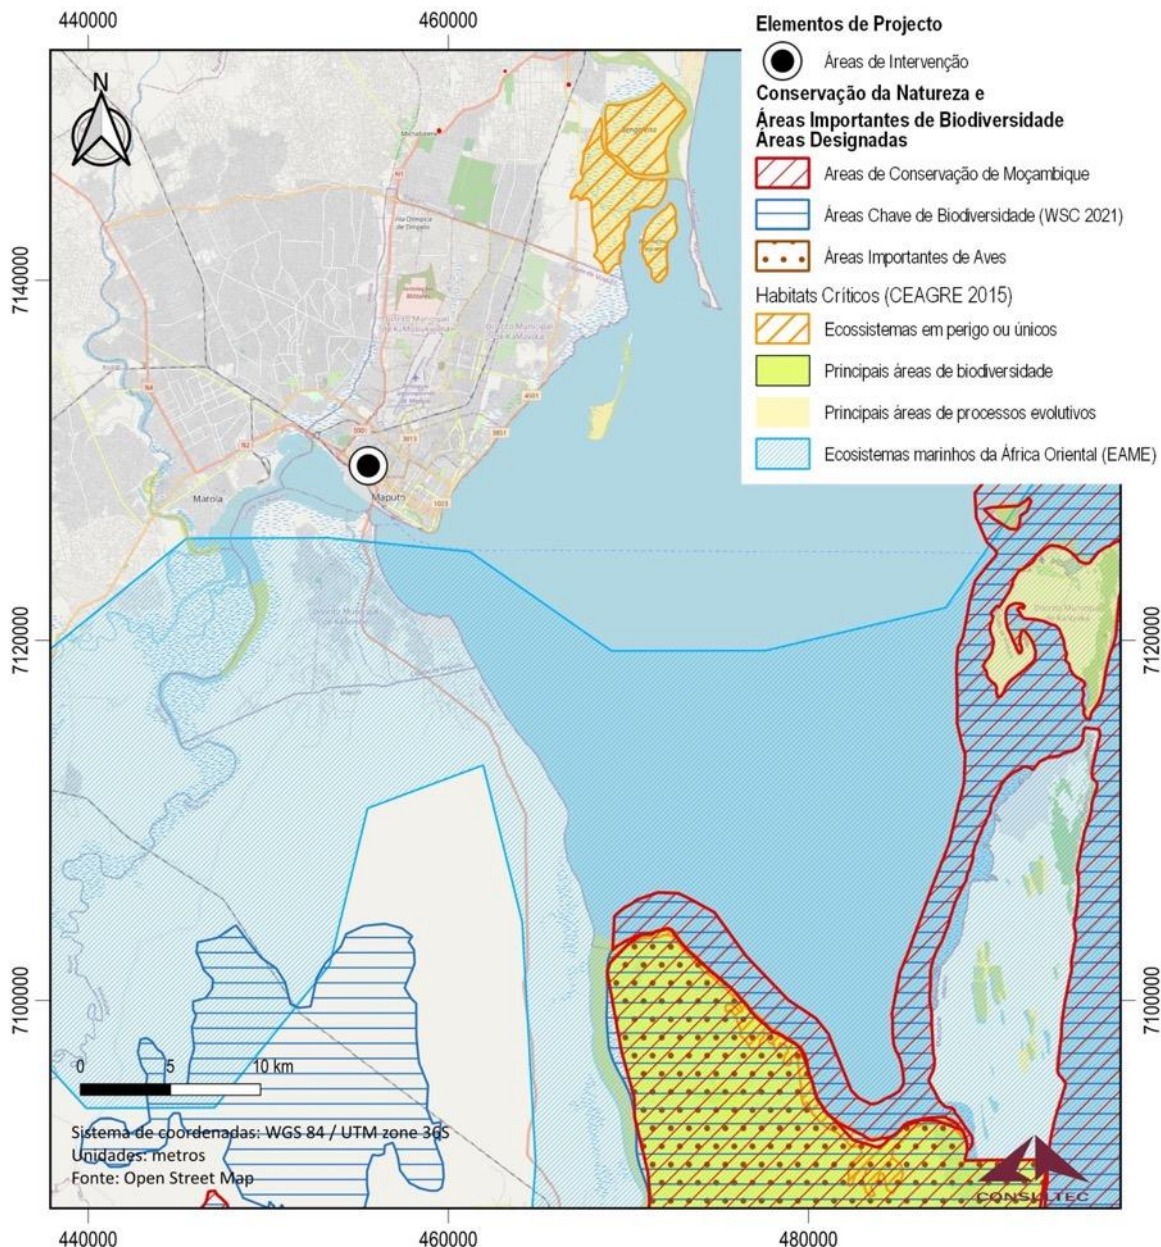 440000
460000
Elementos de Projecto
Áreas de Intervenção
Conservação da Natureza e
Áreas Importantes de Biodiversidade
Áreas Designadas
Areas de Conservação de Moçambique
Áreas Chave de Biodiversidade (WSC 2021)
Áreas Importantes de Aves
Habitats Críticos (CEAGRE 2015)
Ecossistemas em perigo ou únicos
Principais áreas de biodiversidade
Principais áreas de processos evolutivos
Ecosistemas marinhos da África Oriental (EAME)
N
7140000
7120000
7120000
7100000
7100000
N1
N4
N2
Matola
Maputo
0
5
10 km
Sistema de coordenadas: WGS 84 / UTM zone 36S
Unidades: metros
Fonte: Open Street Map
CONSULTEC
440000
460000
480000